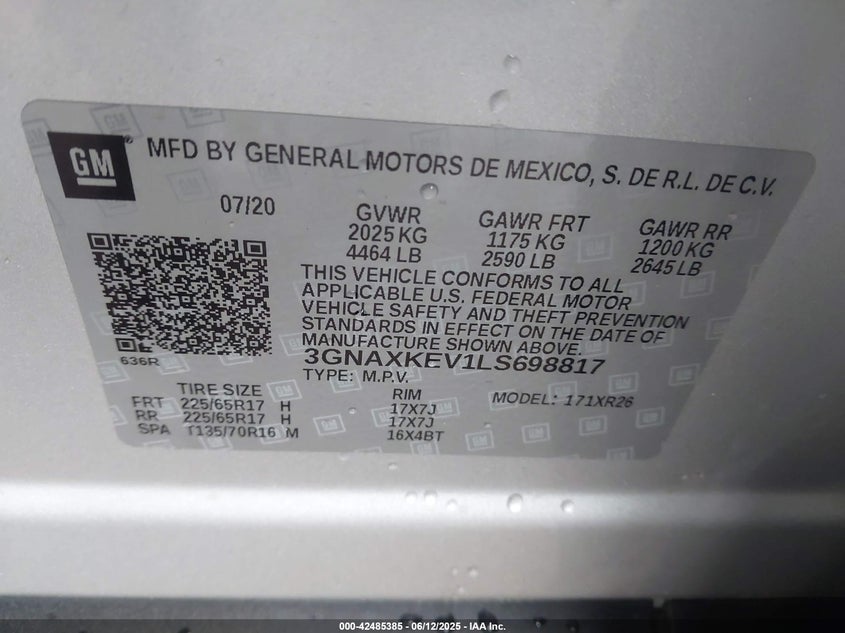 GM ® MFD BY GENERAL MOTORS DE MEXICO, S. DE R.L. DE C.V.
07/20 GVWR GAWR FRT GAWR RR
2025 KG 1175 KG 1200 KG
4464 LB 2590 LB 2645 LB
THIS VEHICLE CONFORMS TO ALL
APPLICABLE U.S. FEDERAL MOTOR
VEHICLE SAFETY AND THEFT PREVENTION
STANDARDS IN EFFECT ON THE DATE OF
MANUFACTURE SHOWN ABOVE.
636R 3GNAXKEV1LS698817
TYPE: M.P.V.
TIRE SIZE RIM MODEL: 171XR26
FRT 225/65R17 H 17X7J
RR 225/65R17 H 17X7J
SPA T135/70R16 M 16X4BT
000-42485385 - 06/12/2025 - IAA Inc.